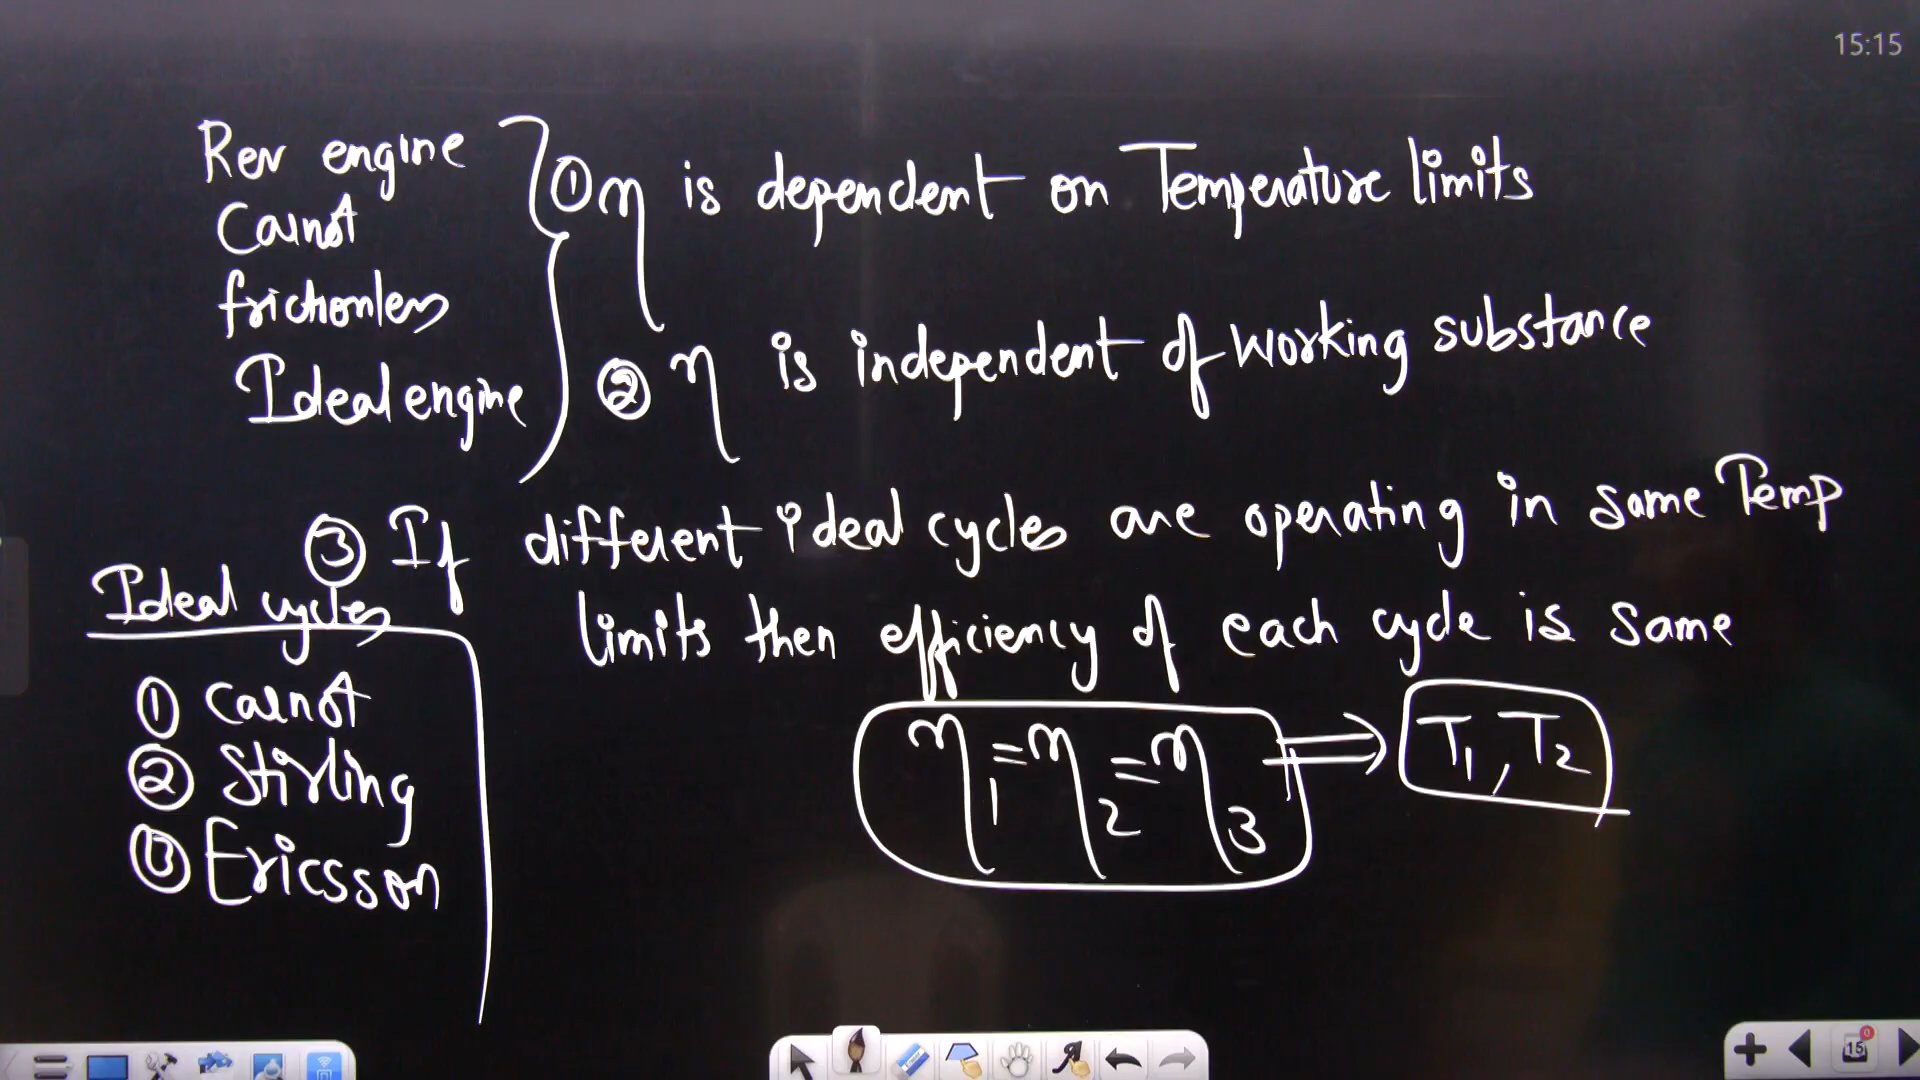 15:15
Rev engine
Carnot
frictionless
Ideal engine
① η is dependent on Temperature limits
② η is independent of working substance
③ If different ideal cycles are operating in same Temp
limits then efficiency of each cycle is same
η1 = η2 = η3 ⇒ T1, T2
Ideal cycles
① Carnot
② Stirling
③ Ericsson
15
0